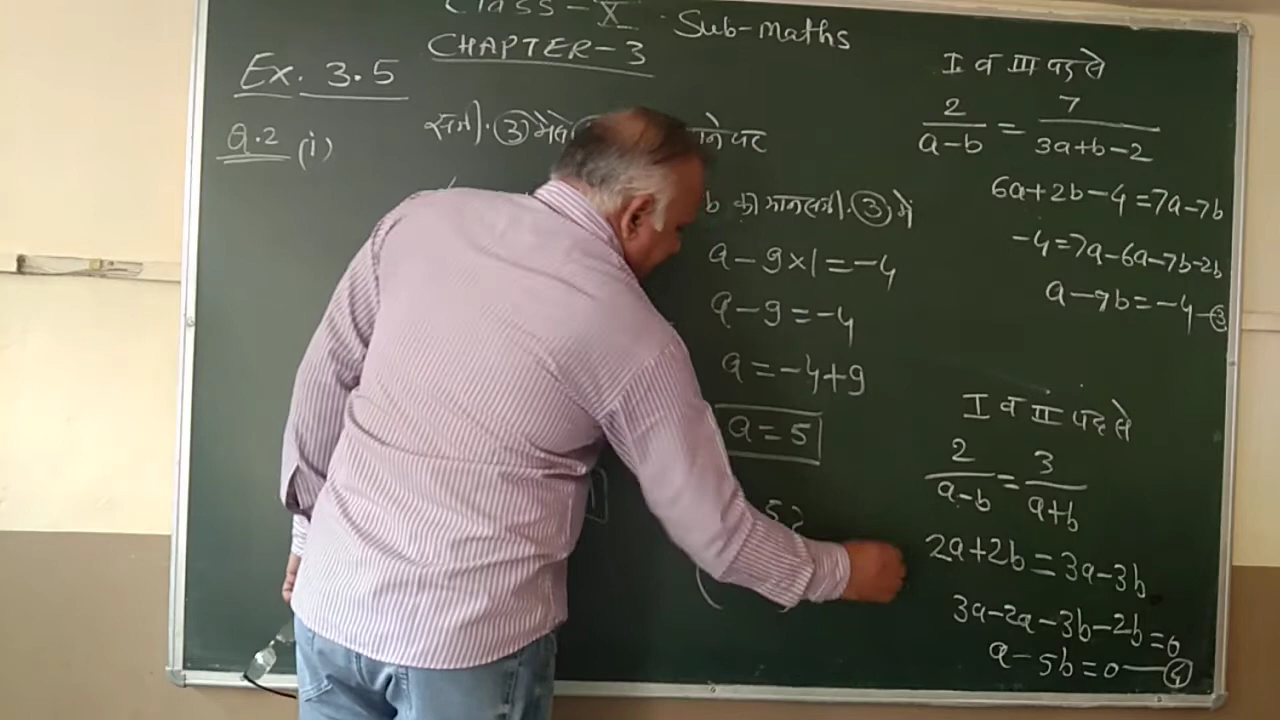 Class-X Sub-maths
CHAPTER-3
Ex. 3.5
Q.2 (i)
समी. ③ में से
ने पर
b का मान समी. ③ में
a-9×1=-4
a-9=-4
a=-4+9
a=5
5
I व III पद से
2/(a-b) = 7/(3a+b-2)
6a+2b-4=7a-7b
-4=7a-6a-7b-2b
a-9b=-4-③
I व II पद से
2/(a-b) = 3/(a+b)
2a+2b=3a-3b
3a-2a-3b-2b=0
a-5b=0-④